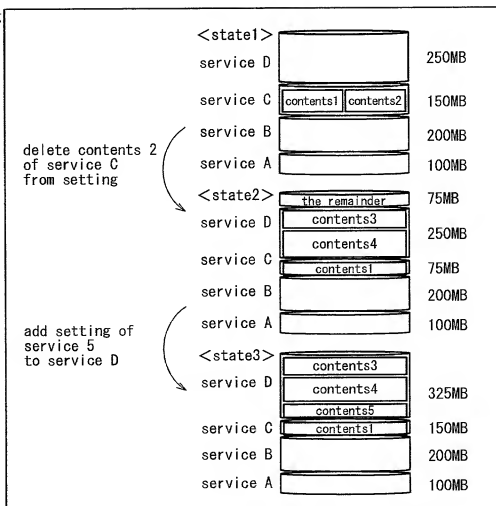 <state1>
service D 250MB
service C contents1 contents2 150MB
service B 200MB
service A 100MB
delete contents 2
of service C
from setting
<state2> the remainder 75MB
service D contents3 250MB
contents4
service C contents1 75MB
service B 200MB
service A 100MB
add setting of
service 5
to service D
<state3> contents3
service D contents4 325MB
contents5
service C contents1 150MB
service B 200MB
service A 100MB